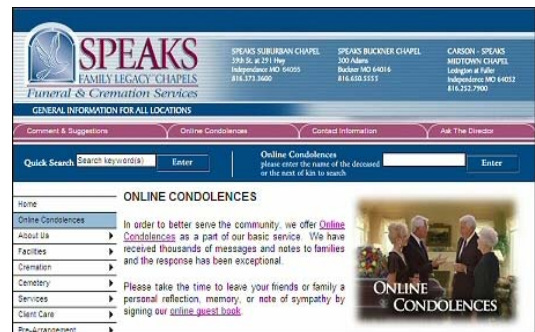 SPEAKS
FAMILY LEGACY CHAPELS
Funeral & Cremation Services
SPEAKS SUBURBAN CHAPEL
39th St. at 291 Hwy
Independence MO 64055
816.373.3600
SPEAKS BUCKNER CHAPEL
300 Adams
Buckner MO 64016
816.650.5555
CARSON - SPEAKS
MIDTOWN CHAPEL
Lexington at Fuller
Independence MO 64052
816.252.7900
GENERAL INFORMATION FOR ALL LOCATIONS
Comment & Suggestions
Online Condolences
Contact Information
Ask The Director
Quick Search
Search keyword(s)
Enter
Online Condolences
please enter the name of the deceased
or the next of kin to search
Enter
Home
Online Condolences
About Us
Facilities
Cremation
Cemetery
Services
Client Care
Pre-Arrangement
ONLINE CONDOLENCES
In order to better serve the community, we offer Online
Condolences as a part of our basic service. We have
received thousands of messages and notes to families
and the response has been exceptional.
Please take the time to leave your friends or family a
personal reflection, memory, or note of sympathy by
signing our online guest book.
ONLINE
CONDOLENCES